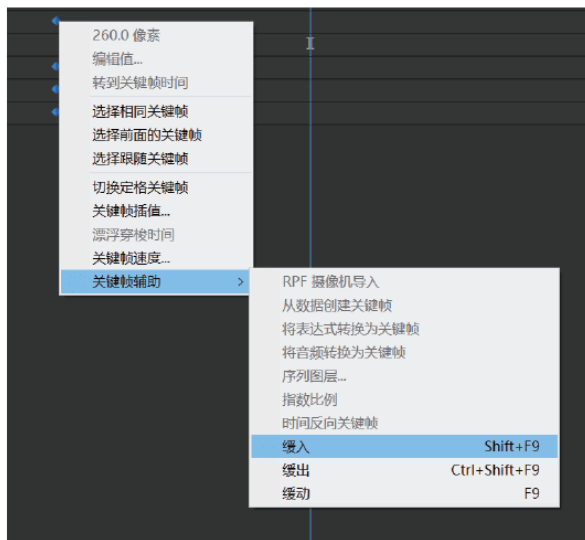 260.0 像素
编辑值...
转到关键帧时间
选择相同关键帧
选择前面的关键帧
选择跟随关键帧
切换定格关键帧
关键帧插值...
漂浮穿梭时间
关键帧速度...
关键帧辅助 >
RPF 摄像机导入
从数据创建关键帧
将表达式转换为关键帧
将音频转换为关键帧
序列图层...
指数比例
时间反向关键帧
缓入 Shift+F9
缓出 Ctrl+Shift+F9
缓动 F9